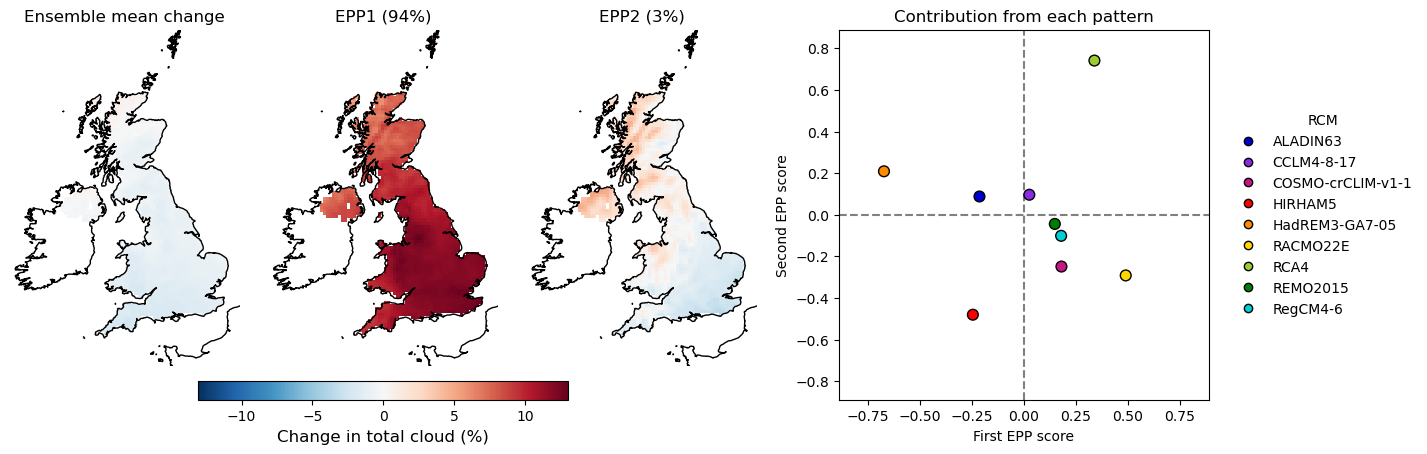 Ensemble mean change
EPP1 (94%)
EPP2 (3%)
−10 −5 0 5 10
Change in total cloud (%)
Contribution from each pattern
Second EPP score
0.8
0.6
0.4
0.2
0.0
−0.2
−0.4
−0.6
−0.8
−0.75 −0.50 −0.25 0.00 0.25 0.50 0.75
First EPP score
RCM
ALADIN63
CCLM4-8-17
COSMO-crCLIM-v1-1
HIRHAM5
HadREM3-GA7-05
RACMO22E
RCA4
REMO2015
RegCM4-6